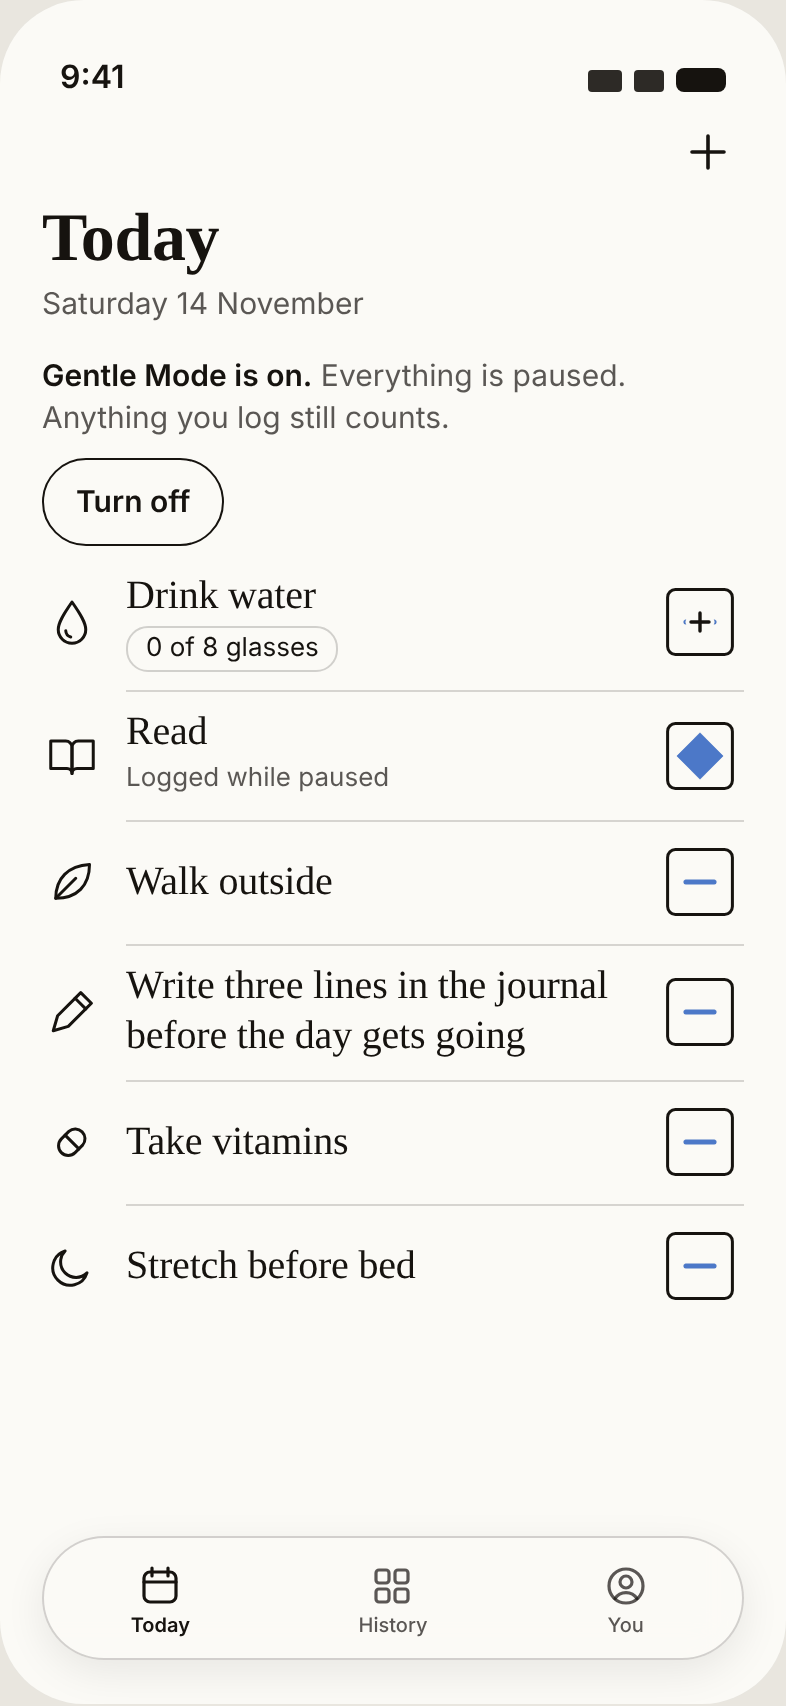 9:41
Today
Saturday 14 November
Gentle Mode is on. Everything is paused.
Anything you log still counts.
Turn off
Drink water
0 of 8 glasses
Read
Logged while paused
Walk outside
Write three lines in the journal
before the day gets going
Take vitamins
Stretch before bed
Today
History
You